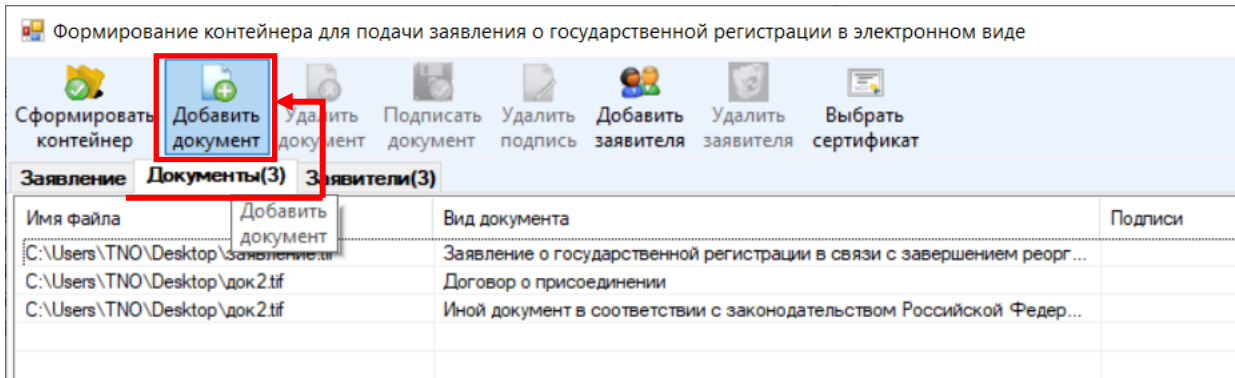 Формирование контейнера для подачи заявления о государственной регистрации в электронном виде
Сформировать Добавить Удалить Подписать Удалить Добавить Удалить Выбрать
контейнер документ документ документ подпись заявителя заявителя сертификат
Заявление Документы(3) Заявители(3)
Имя файла Вид документа Подписи
Добавить
документ
C:\Users\TNO\Desktop\заявление.tif Заявление о государственной регистрации в связи с завершением реорг...
C:\Users\TNO\Desktop\док2.tif Договор о присоединении
C:\Users\TNO\Desktop\док2.tif Иной документ в соответствии с законодательством Российской Федер...